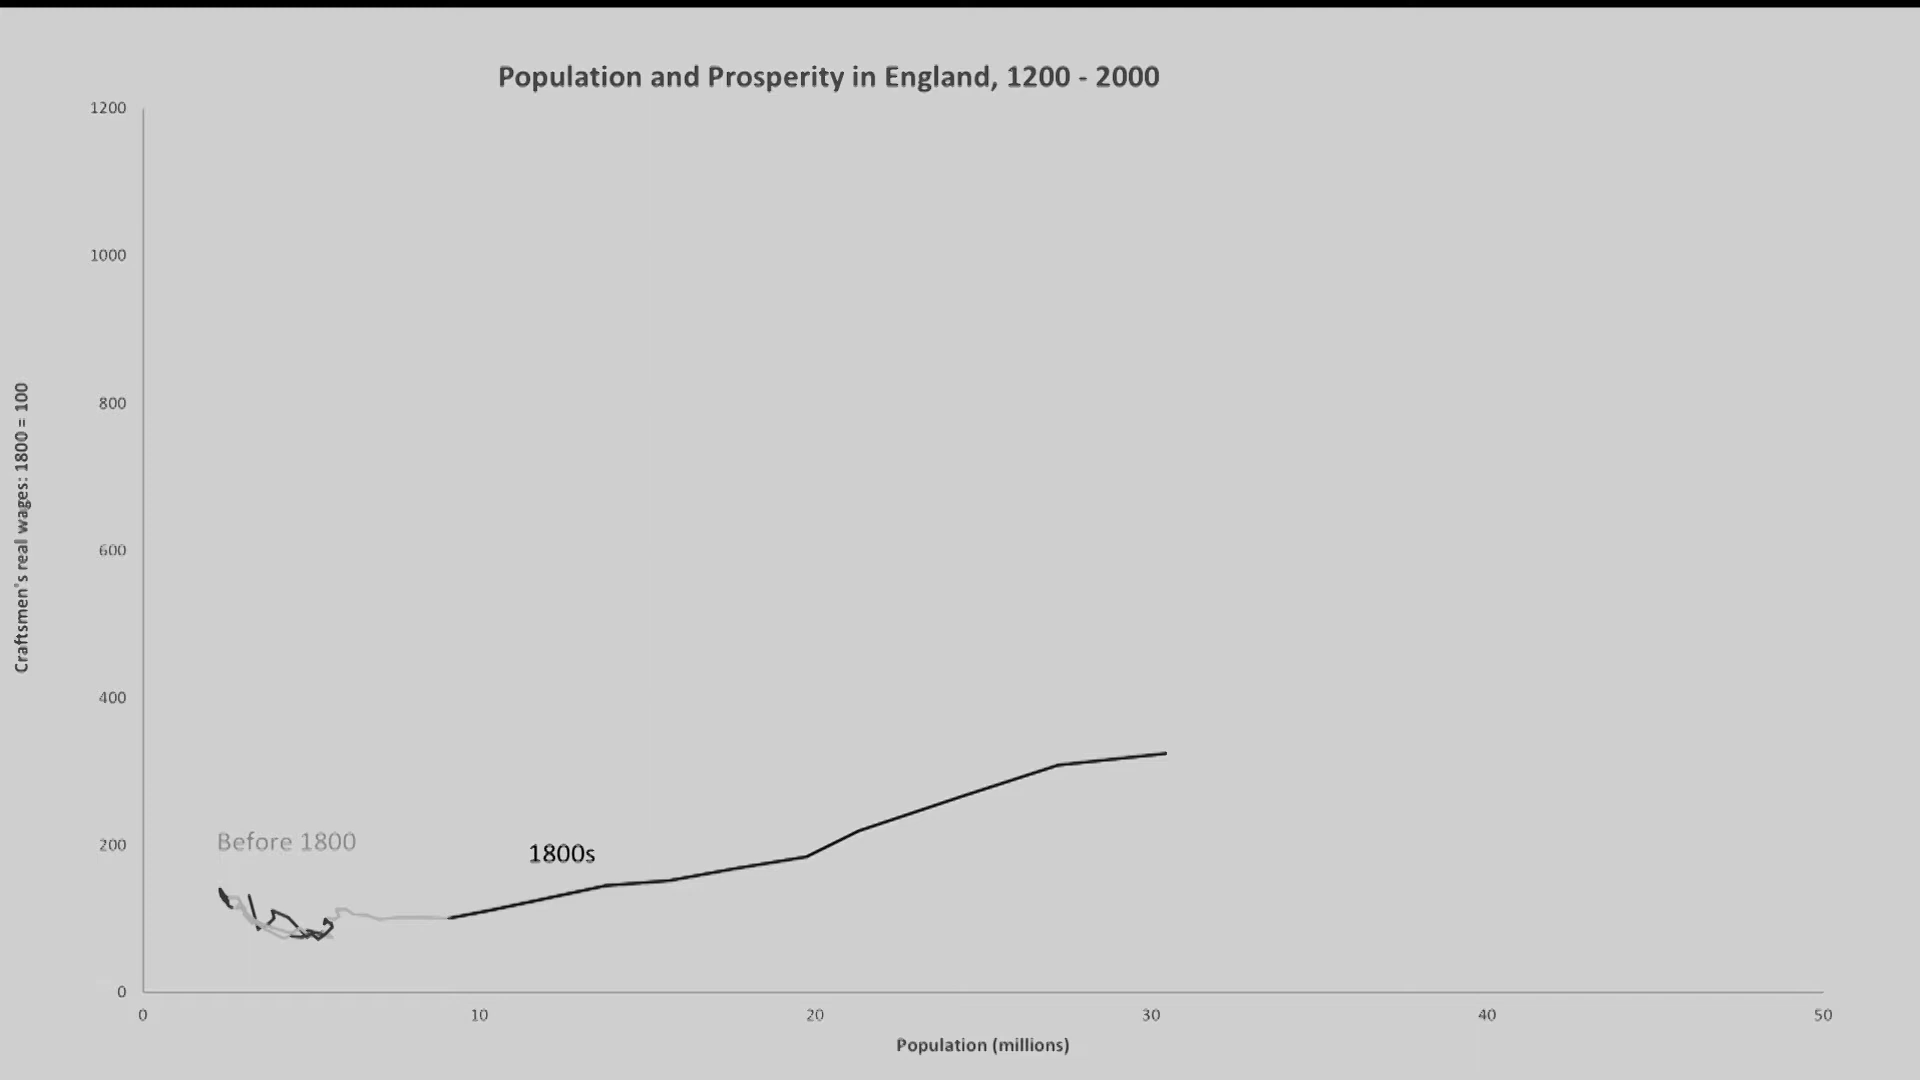 Population and Prosperity in England, 1200 - 2000
1200
1000
800
600
400
200
0
Craftsmen's real wages: 1800 = 100
Before 1800
1800s
0 10 20 30 40 50
Population (millions)